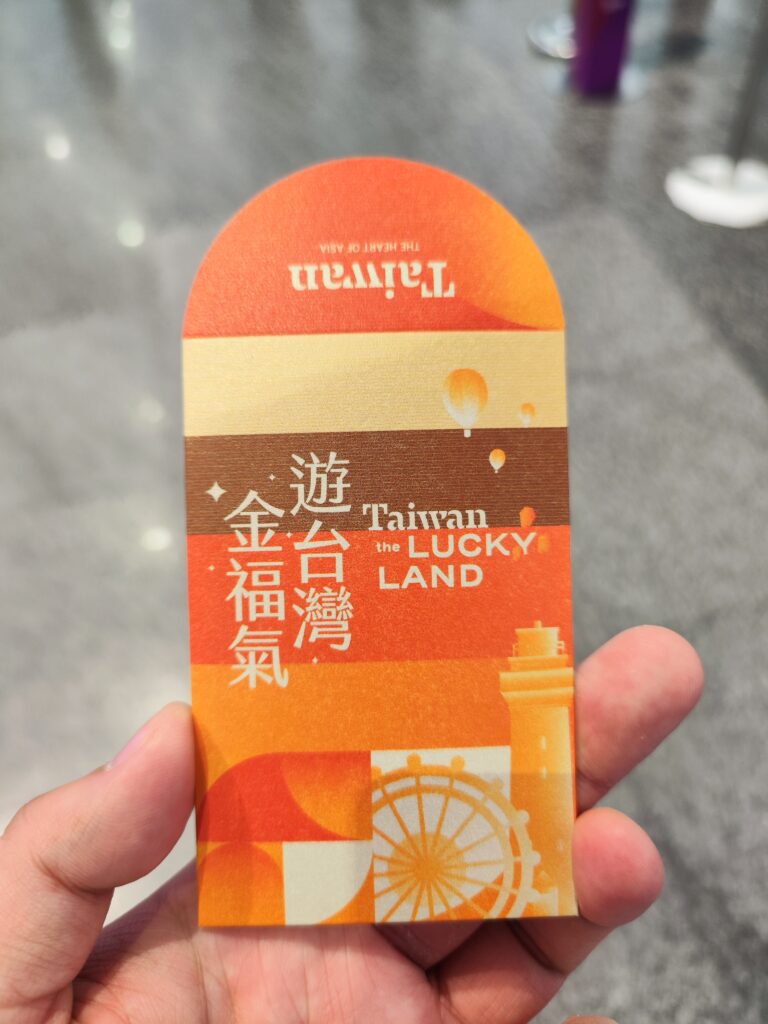 Taiwan
THE HEART OF ASIA
遊台灣
金福氣
Taiwan
the LUCKY
LAND